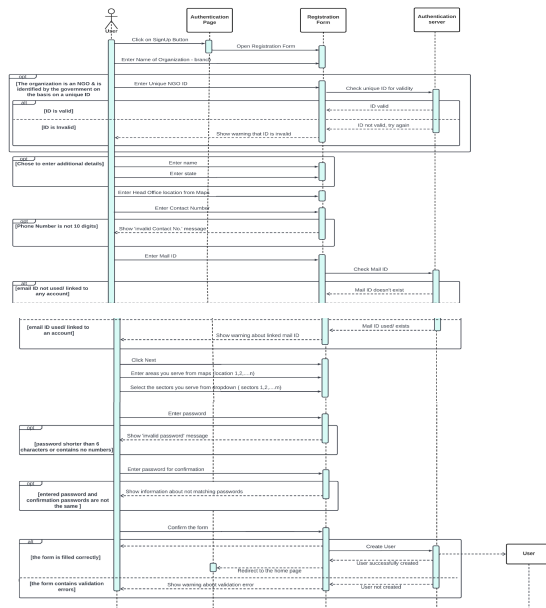 Authentication
Page
Registration
Form
Authentication
server
User
Click on SignUp Button
Open Registration Form
Enter Name of Organization - branch
opt
[The organization is an NGO & is
identified by the government on
the basis on a unique ID
Enter Unique NGO ID
Check unique ID for validity
alt
[ID is valid]
ID valid
[ID is Invalid]
ID not valid, try again
Show warning that ID is invalid
opt
[Chose to enter additional details]
Enter name
Enter state
Enter Head Office location from Maps
Enter Contact Number
opt
[Phone Number is not 10 digits]
Show 'invalid Contact No.' message
Enter Mail ID
Check Mail ID
alt
[email ID not used/ linked to
any account]
Mail ID doesn't exist
[email ID used/ linked to
an account]
Mail ID used/ exists
Show warning about linked mail ID
Click Next
Enter areas you serve from maps (location 1,2,....n)
Select the sectors you serve from dropdown ( sectors 1,2,....m)
Enter password
opt
[password shorter than 6
characters or contains no numbers]
Show 'invalid password' message
Enter password for confirmation
opt
[entered password and
confirmation passwords are not
the same ]
Show information about not matching passwords
Confirm the form
alt
[the form is filled correctly]
Create User
User
User successfully created
Redirect to the home page
[the form contains validation
errors]
User not created
Show warning about validation error